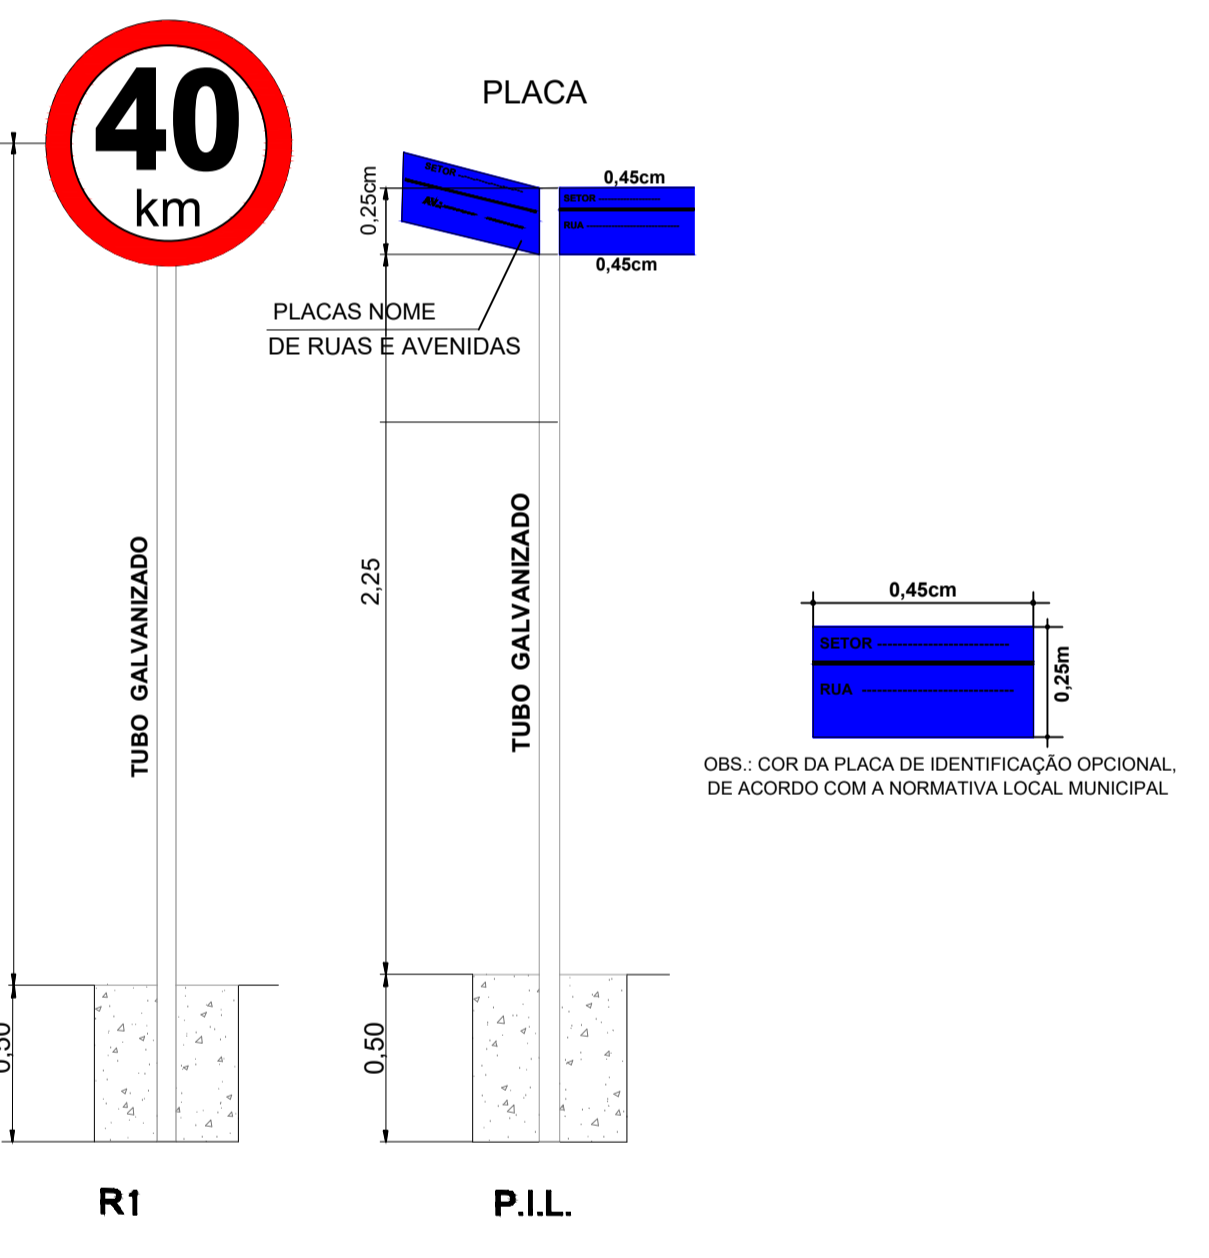 40
km
PLACA
SETOR
AV.:
0,25cm
0,45cm
SETOR
RUA
0,45cm
PLACAS NOME
DE RUAS E AVENIDAS
TUBO GALVANIZADO
2,25
TUBO GALVANIZADO
0,45cm
SETOR ----------------------------
RUA --------------------------------
0,25m
OBS.: COR DA PLACA DE IDENTIFICAÇÃO OPCIONAL,
DE ACORDO COM A NORMATIVA LOCAL MUNICIPAL
0,50
0,50
R1
P.I.L.